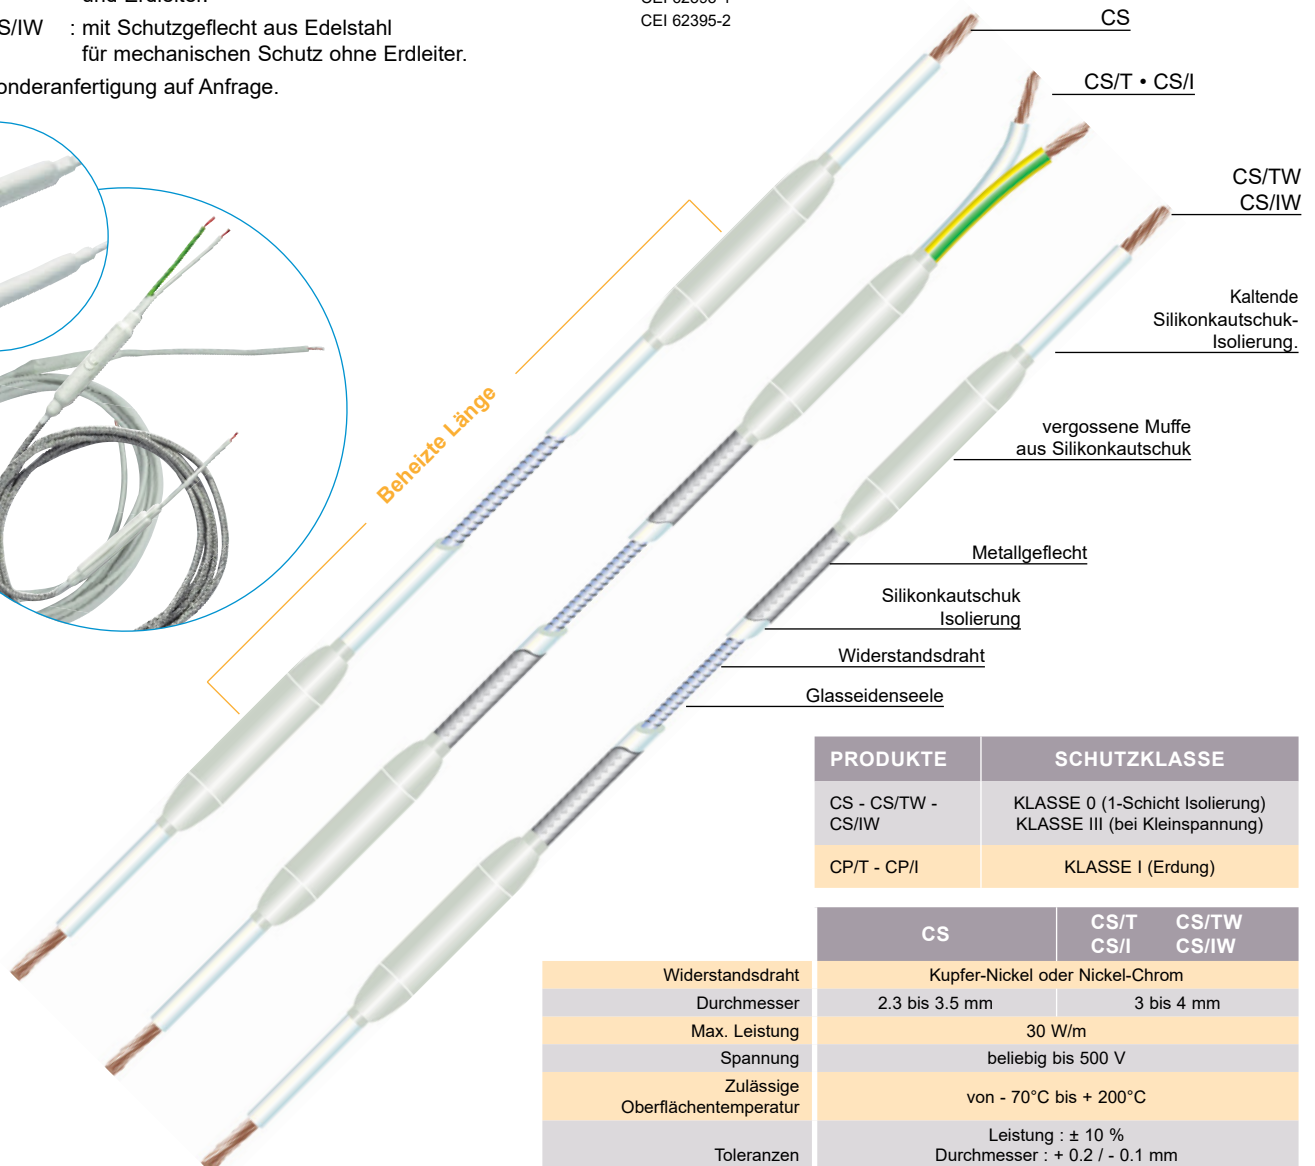 und Erdleiter.
S/IW : mit Schutzgeflecht aus Edelstahl
für mechanischen Schutz ohne Erdleiter.
onderanfertigung auf Anfrage.
CEI 62395-2
CS
CS/T • CS/I
CS/TW
CS/IW
Kaltende
Silikonkautschuk-
Isolierung.
vergossene Muffe
aus Silikonkautschuk
Beheizte Länge
Metallgeflecht
Silikonkautschuk
Isolierung
Widerstandsdraht
Glasseidenseele
PRODUKTE SCHUTZKLASSE
CS - CS/TW - KLASSE 0 (1-Schicht Isolierung)
CS/IW KLASSE III (bei Kleinspannung)
CP/T - CP/I KLASSE I (Erdung)
CS CS/T CS/TW
CS/I CS/IW
Widerstandsdraht Kupfer-Nickel oder Nickel-Chrom
Durchmesser 2.3 bis 3.5 mm 3 bis 4 mm
Max. Leistung 30 W/m
Spannung beliebig bis 500 V
Zulässige
Oberflächentemperatur von - 70°C bis + 200°C
Leistung : ± 10 %
Toleranzen Durchmesser : + 0.2 / - 0.1 mm